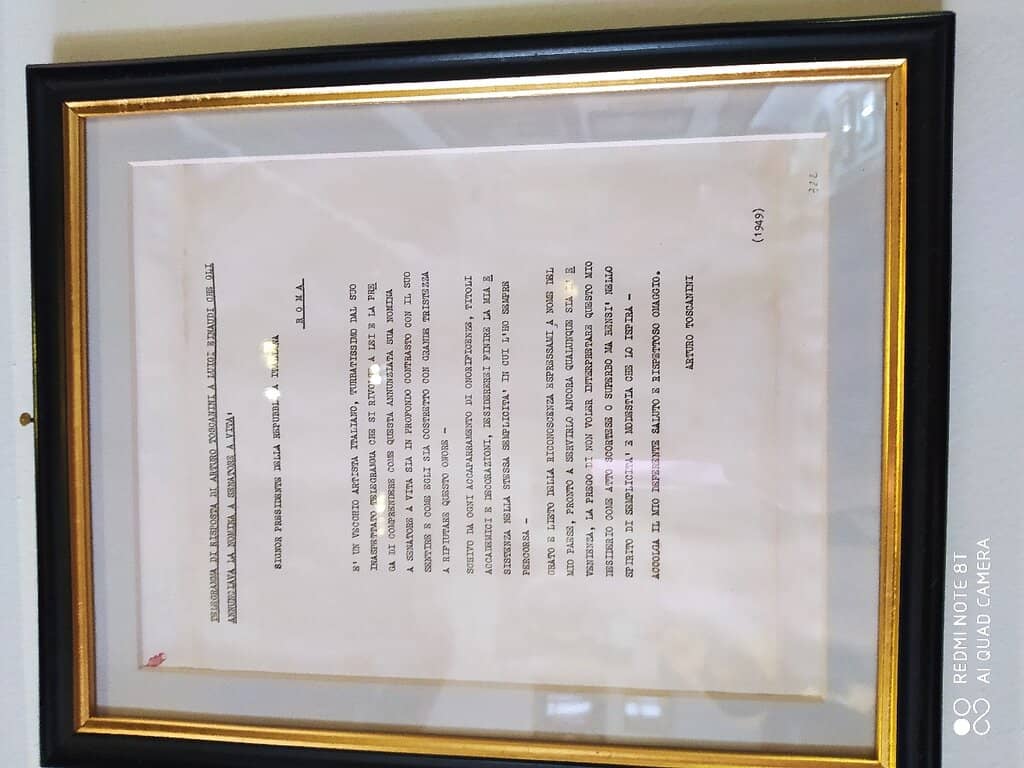 TELEGRAMMA DI RISPOSTA DI ARTURO TOSCANINI A LUIGI EINAUDI CHE GLI
ANNUNCIAVA LA NOMINA A SENATORE A VITA'
SIGNOR PRESIDENTE DELLA REPUBBLICA ITALIANA
ROMA
E' UN VECCHIO ARTISTA ITALIANO, TURBATISSIMO DAL SUO
INASPETTATO TELEGRAMMA CHE SI RIVOLGE A LEI E LA PRE
GA DI COMPRENDERE COME QUESTA ANNUNZIATA SUA NOMINA
A SENATORE A VITA SIA IN PROFONDO CONTRASTO CON IL SUO
SENTIRE E COME EGLI SIA COSTRETTO CON GRANDE TRISTEZZA
A RIFIUTARE QUESTO ONORE -
SCHIVO DA OGNI ACCAPARRAMENTO DI ONORIFICENZE, TITOLI
ACCADEMICI E DECORAZIONI, DESIDEREREI FINIRE LA MIA E
SISTENZA NELLA STESSA SEMPLICITA' IN CUI L'HO SEMPRE
PERCORSA -
GRATO E LIETO DELLA RICONOSCENZA ESPRESSAMI A NOME DEL
MIO PAESE, PRONTO A SERVIRLO ANCORA QUALUNQUE SIA E
VENIENZA, LA PREGO DI NON VOLER INTERPRETARE QUESTO MIO
DESIDERIO COME ATTO SCORTESE O SUPERBO MA BENSI' NELLO
SPIRITO DI SEMPLICITA' E MODESTIA CHE LO ISPIRA -
ACCOLGA IL MIO DEFERENTE SALUTO E RISPETTOSO OMAGGIO.
ARTURO TOSCANINI
(1949)
REDMI NOTE 8T
AI QUAD CAMERA